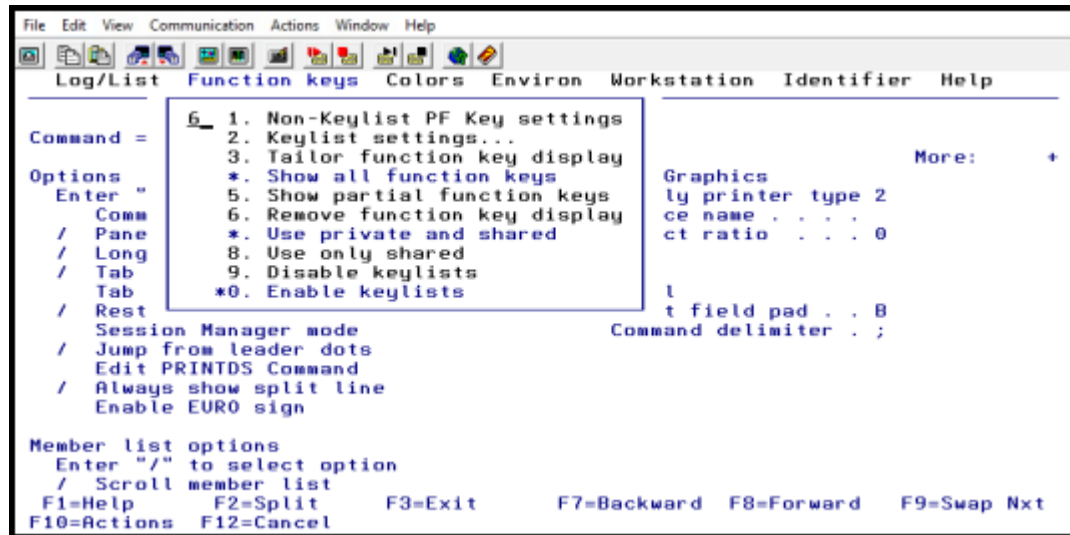 File Edit View Communication Actions Window Help
Log/List Function keys Colors Environ Workstation Identifier Help
6_ 1. Non-Keylist PF Key settings
Command = 2. Keylist settings...
3. Tailor function key display More: +
Options *. Show all function keys Graphics
Enter " 5. Show partial function keys ly printer type 2
Comm 6. Remove function key display ce name . . . .
/ Pane *. Use private and shared ct ratio . . . 0
/ Long 8. Use only shared
/ Tab 9. Disable keylists
Tab *0. Enable keylists l
/ Rest t field pad . . B
Session Manager mode Command delimiter . ;
/ Jump from leader dots
Edit PRINTDS Command
/ Always show split line
Enable EURO sign
Member list options
Enter "/" to select option
/ Scroll member list
F1=Help F2=Split F3=Exit F7=Backward F8=Forward F9=Swap Nxt
F10=Actions F12=Cancel